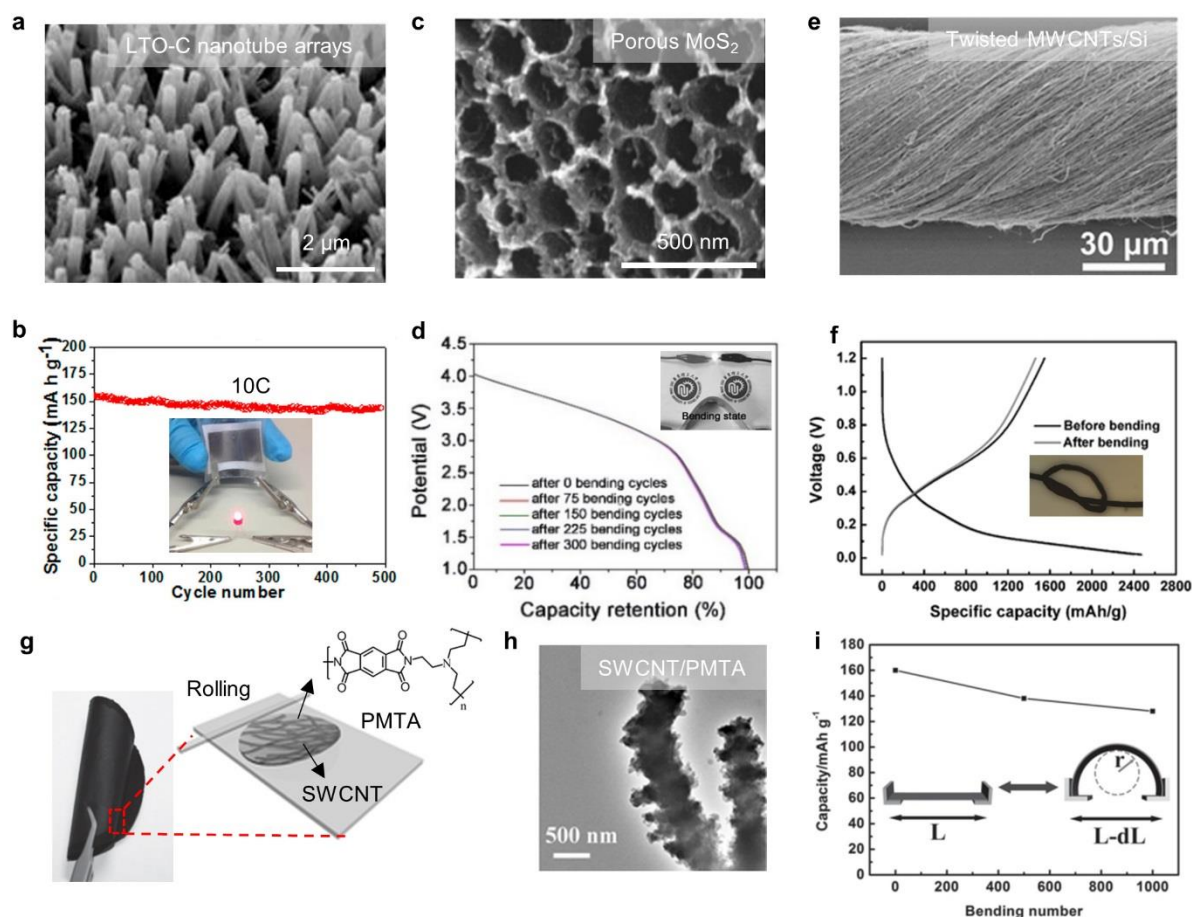 a
LTO-C nanotube arrays
2 µm
c
Porous MoS₂
500 nm
e
Twisted MWCNTs/Si
30 µm
b
200
175
150
125
100
75
50
25
0
Specific capacity (mA h g⁻¹)
10C
0 100 200 300 400 500
Cycle number
d
4.5
4.0
3.5
3.0
2.5
2.0
1.5
1.0
Potential (V)
Bending state
after 0 bending cycles
after 75 bending cycles
after 150 bending cycles
after 225 bending cycles
after 300 bending cycles
0 20 40 60 80 100
Capacity retention (%)
f
1.2
1.0
0.8
0.6
0.4
0.2
0.0
Voltage (V)
Before bending
After bending
0 400 800 1200 1600 2000 2400 2800
Specific capacity (mAh/g)
g
Rolling
O O
N N N
O O
n
PMTA
SWCNT
h
SWCNT/PMTA
500 nm
i
180
160
140
120
100
80
60
40
20
0
Capacity/mAh g⁻¹
r
L
L-dL
0 200 400 600 800 1000
Bending number